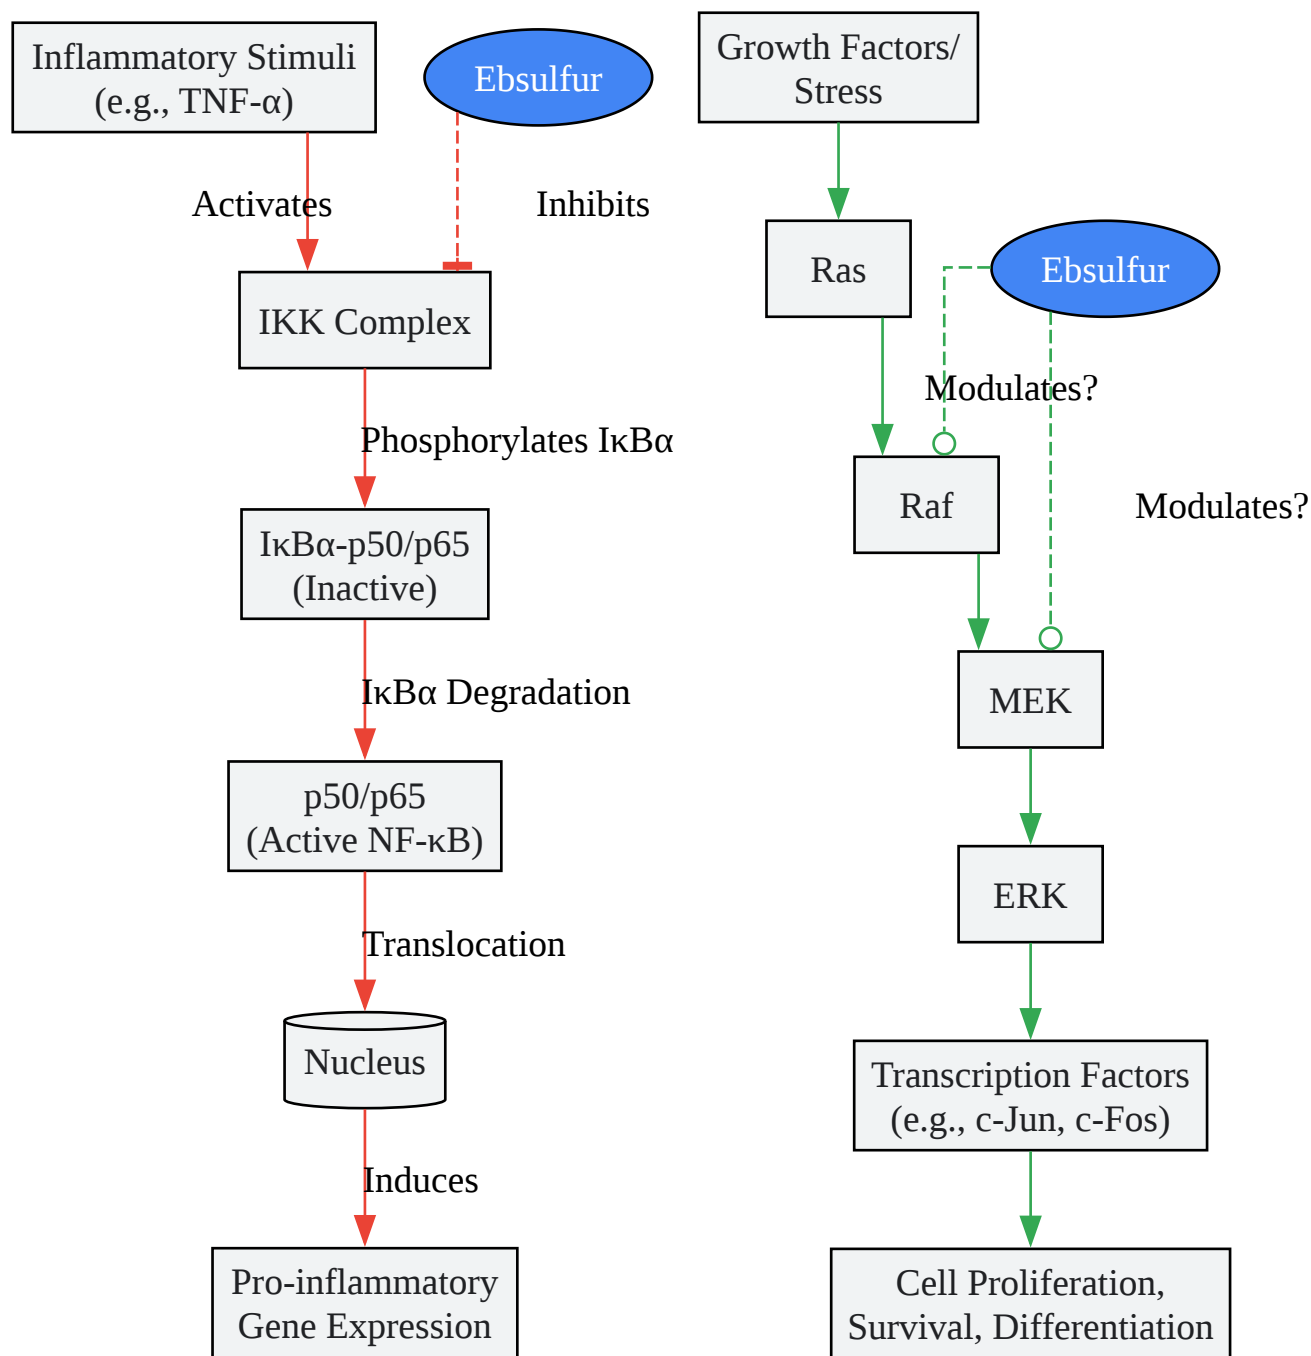 Inflammatory Stimuli
(e.g., TNF-α)
Ebsulfur
Activates
Inhibits
IKK Complex
Phosphorylates IκBα
IκBα-p50/p65
(Inactive)
IκBα Degradation
p50/p65
(Active NF-κB)
Translocation
Nucleus
Induces
Pro-inflammatory
Gene Expression
Growth Factors/
Stress
Ras
Ebsulfur
Modulates?
Raf
Modulates?
MEK
ERK
Transcription Factors
(e.g., c-Jun, c-Fos)
Cell Proliferation,
Survival, Differentiation